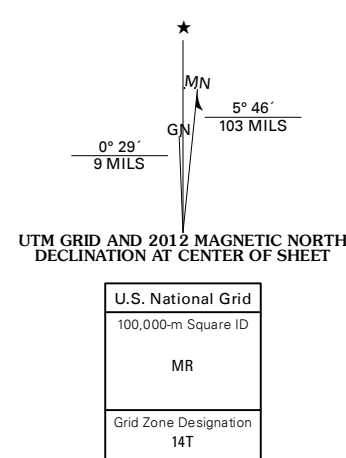 ★
MN
GN
5° 46´
103 MILS
0° 29´
9 MILS
UTM GRID AND 2012 MAGNETIC NORTH
DECLINATION AT CENTER OF SHEET
U.S. National Grid
100,000-m Square ID
MR
Grid Zone Designation
14T